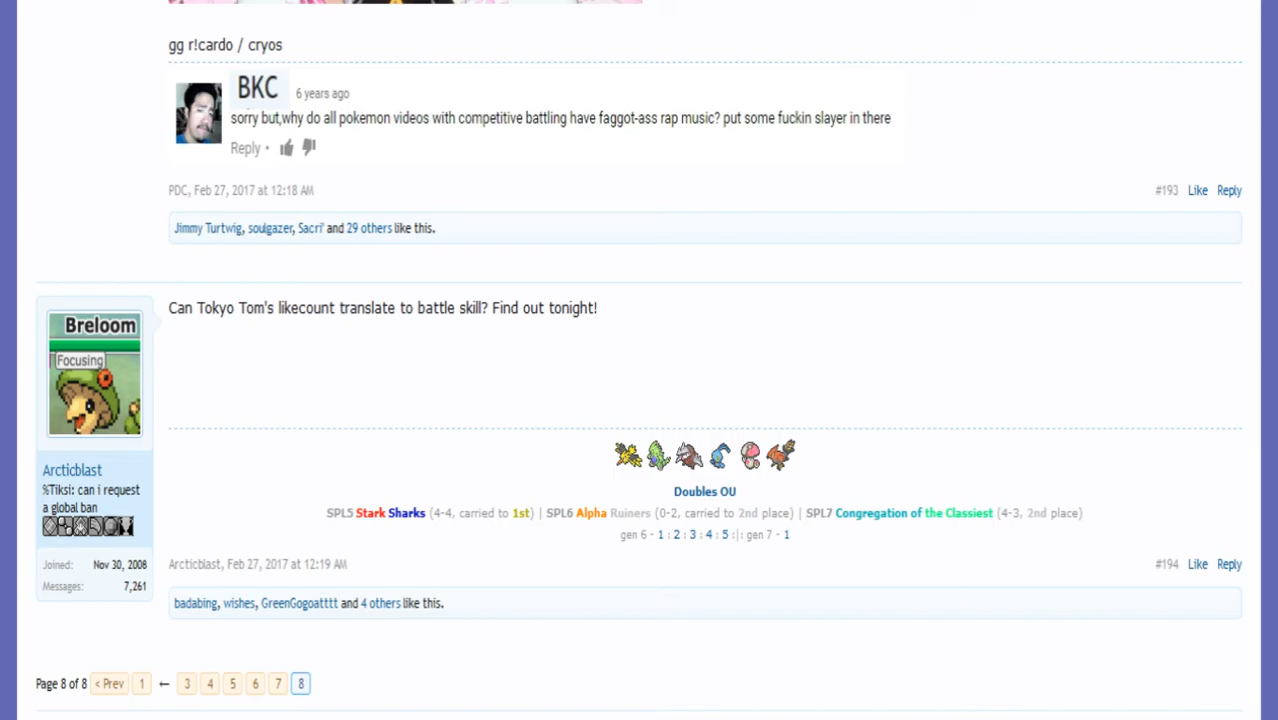 gg r!cardo / cryos
BKC 6 years ago
sorry but,why do all pokemon videos with competitive battling have faggot-ass rap music? put some fuckin slayer in there
Reply •
PDC, Feb 27, 2017 at 12:18 AM #193 Like Reply
Jimmy Turtwig, soulgazer, Sacri' and 29 others like this.
Can Tokyo Tom's likecount translate to battle skill? Find out tonight!
Breloom
Focusing
Arcticblast
%Tiksi: can i request
a global ban
Joined: Nov 30, 2008
Messages: 7,261
Doubles OU
SPL5 Stark Sharks (4-4, carried to 1st) | SPL6 Alpha Ruiners (0-2, carried to 2nd place) | SPL7 Congregation of the Classiest (4-3, 2nd place)
gen 6 - 1 : 2 : 3 : 4 : 5 :|: gen 7 - 1
Arcticblast, Feb 27, 2017 at 12:19 AM #194 Like Reply
badabing, wishes, GreenGogoatttt and 4 others like this.
Page 8 of 8 < Prev 1 ← 3 4 5 6 7 8